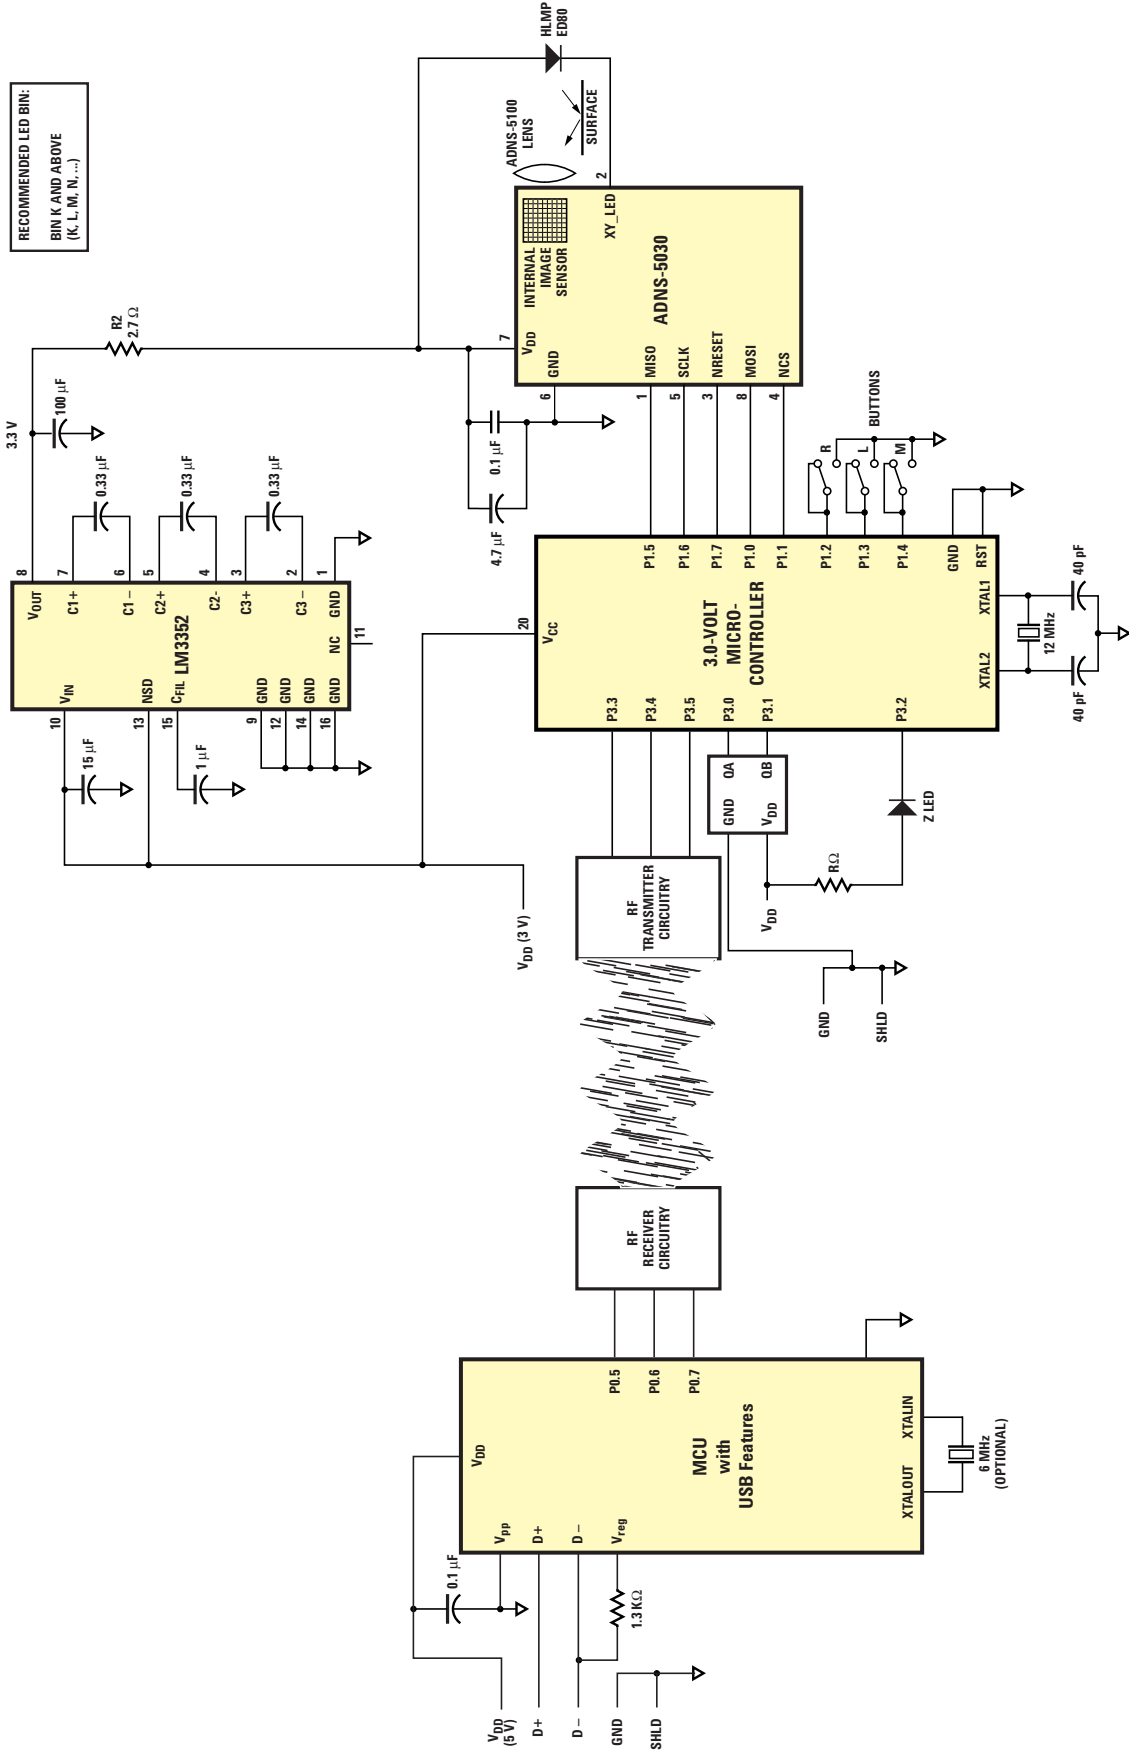 RECOMMENDED LED BIN:
BIN K AND ABOVE
(K, L, M, N, ...)
HLMP
ED80
ADNS-5100
LENS
SURFACE
2
XY_LED
INTERNAL
IMAGE
SENSOR
ADNS-5030
7
VDD
GND
6
MISO
SCLK
NRESET
MOSI
NCS
1
5
3
8
4
R2
2.7 Ω
3.3 V
100 µF
0.33 µF
0.33 µF
0.33 µF
0.1 µF
4.7 µF
8
7
6
5
4
3
2
1
VOUT
C1+
C1 –
C2+
C2-
C3+
C3 –
GND
LM3352
NC
11
VIN
NSD
CFIL
GND
GND
GND
GND
10
13
15
9
12
14
16
15 µF
1 µF
VDD (3 V)
BUTTONS
R
L
M
P1.5
P1.6
P1.7
P1.0
P1.1
P1.2
P1.3
P1.4
GND
RST
20
VCC
3.0-VOLT
MICRO-
CONTROLLER
XTAL1
XTAL2
12 MHz
40 pF
40 pF
P3.3
P3.4
P3.5
P3.0
P3.1
P3.2
QA
QB
GND
VDD
Z LED
RΩ
VDD
RF
TRANSMITTER
CIRCUITRY
GND
SHLD
RF
RECEIVER
CIRCUITRY
P0.5
P0.6
P0.7
VDD
MCU
with
USB Features
XTALIN
XTALOUT
6 MHz
(OPTIONAL)
Vpp
D+
D –
Vreg
0.1 µF
1.3 KΩ
VDD
(5 V)
D+
D –
GND
SHLD